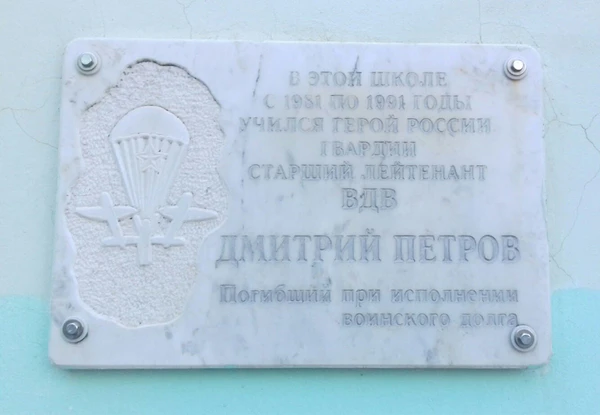 В ЭТОЙ ШКОЛЕ
С 1981 ПО 1991 ГОДЫ
УЧИЛСЯ ГЕРОЙ РОССИИ
ГВАРДИИ
СТАРШИЙ ЛЕЙТЕНАНТ
ВДВ
ДМИТРИЙ ПЕТРОВ
Погибший при исполнении
воинского долга